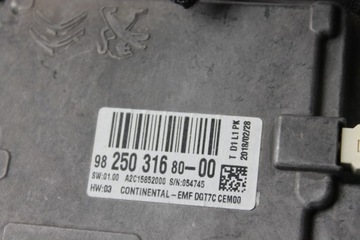 98 250 316 80-00
SW:01.00 A2C15852000 S/N:054745
HW:03 CONTINENTAL-EMF DGT7C CEM00
T D1 L1 PK
2018/02/28